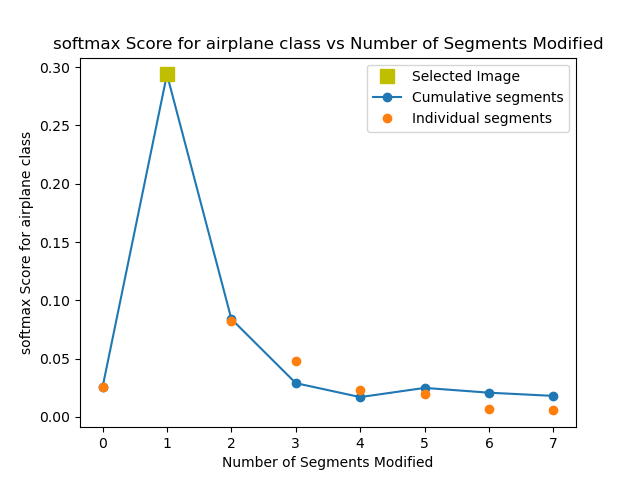 softmax Score for airplane class vs Number of Segments Modified
0.30
0.25
0.20
0.15
0.10
0.05
0.00
softmax Score for airplane class
Selected Image
Cumulative segments
Individual segments
0 1 2 3 4 5 6 7
Number of Segments Modified